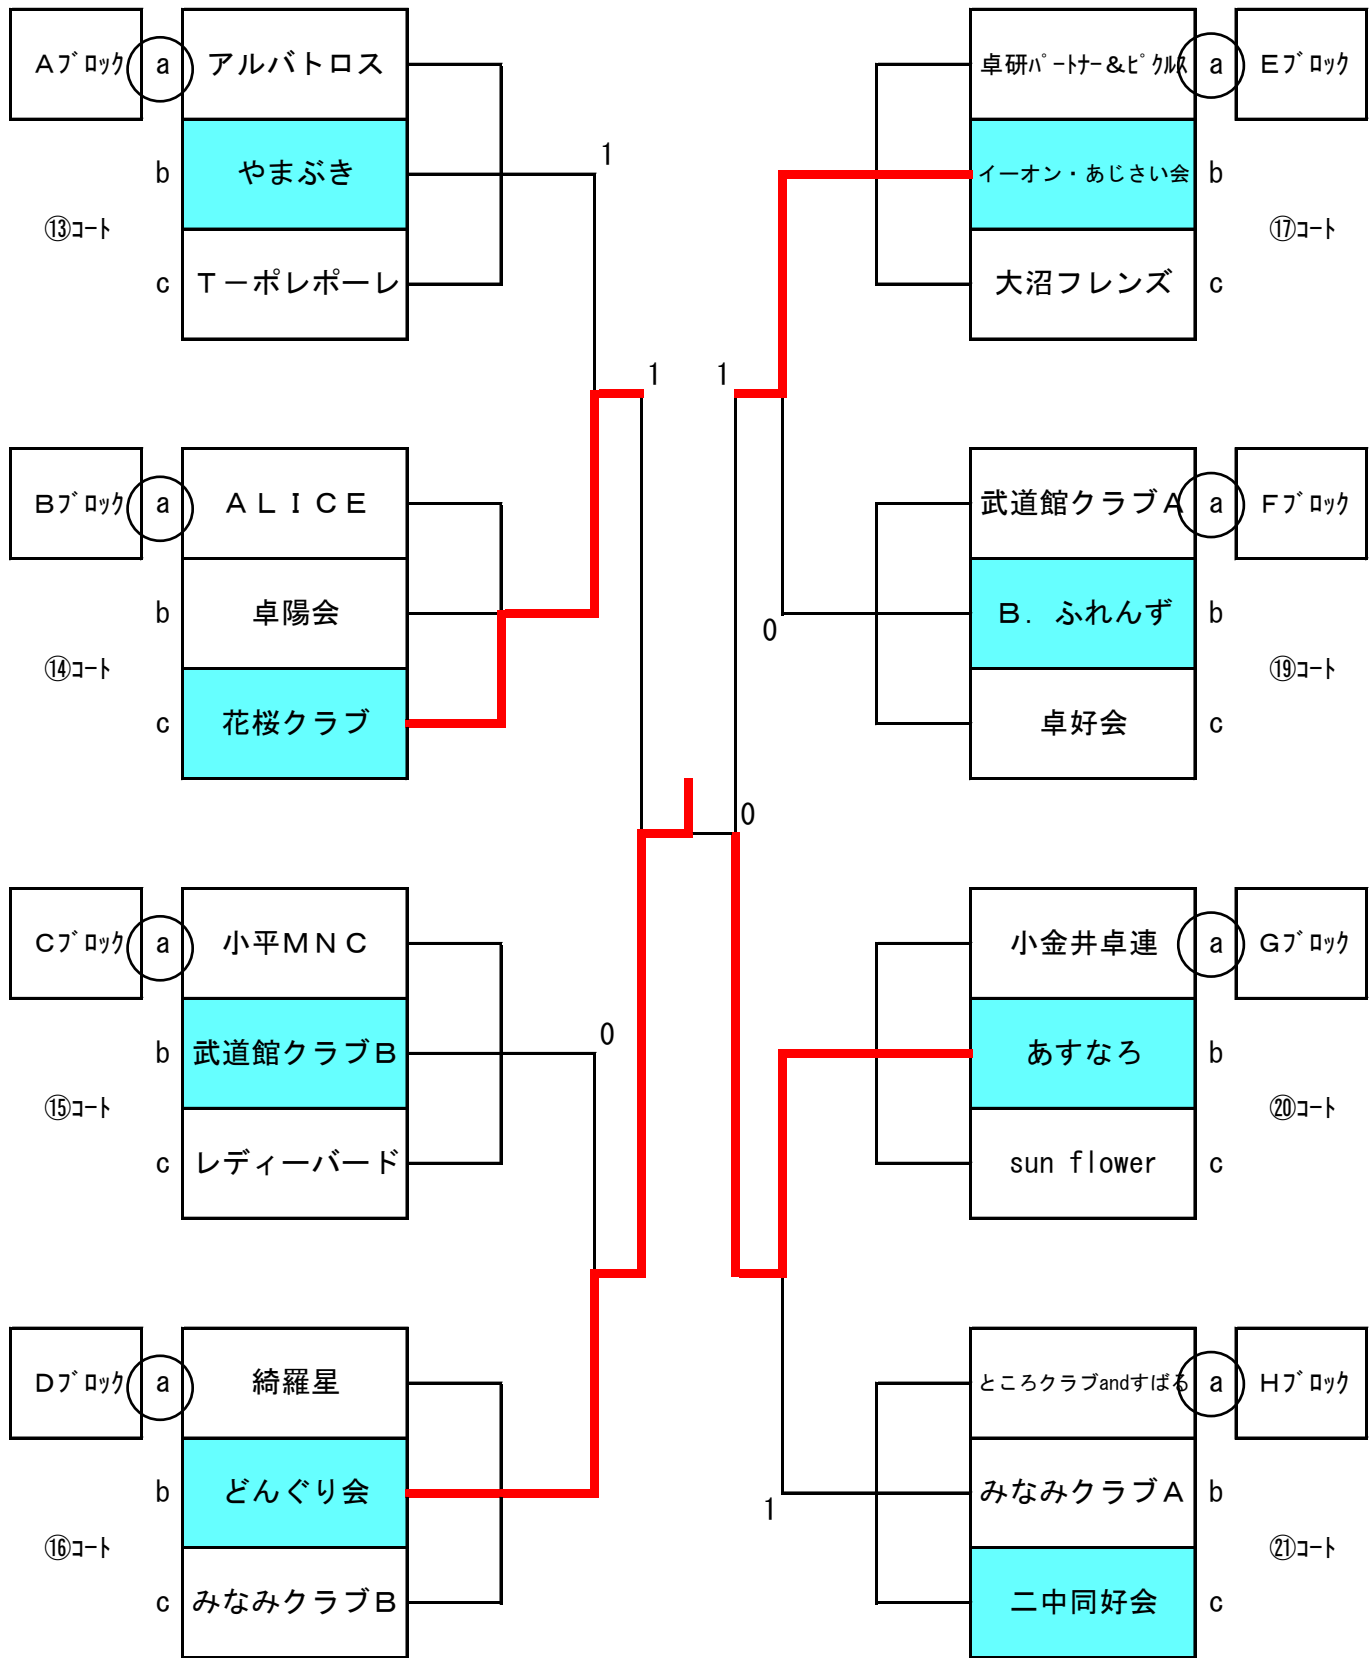 Aﾌﾞﾛｯｸ a アルバトロス
b やまぶき
⑬ｺｰﾄ
c T－ポレポーレ
1
1
Bﾌﾞﾛｯｸ a ALICE
b 卓陽会
⑭ｺｰﾄ
c 花桜クラブ
Cﾌﾞﾛｯｸ a 小平MNC
b 武道館クラブB
⑮ｺｰﾄ
c レディーバード
0
Dﾌﾞﾛｯｸ a 綺羅星
b どんぐり会
⑯ｺｰﾄ
c みなみクラブB
卓研ﾊﾟｰﾄﾅｰ&ﾋﾟｸﾙｽ a Eﾌﾞﾛｯｸ
イーオン・あじさい会 b
⑰ｺｰﾄ
大沼フレンズ c
1
武道館クラブA a Fﾌﾞﾛｯｸ
B．ふれんず b
0
⑲ｺｰﾄ
卓好会 c
0
小金井卓連 a Gﾌﾞﾛｯｸ
あすなろ b
⑳ｺｰﾄ
sun flower c
ところクラブandすばる a Hﾌﾞﾛｯｸ
みなみクラブA b
1
㉑ｺｰﾄ
二中同好会 c